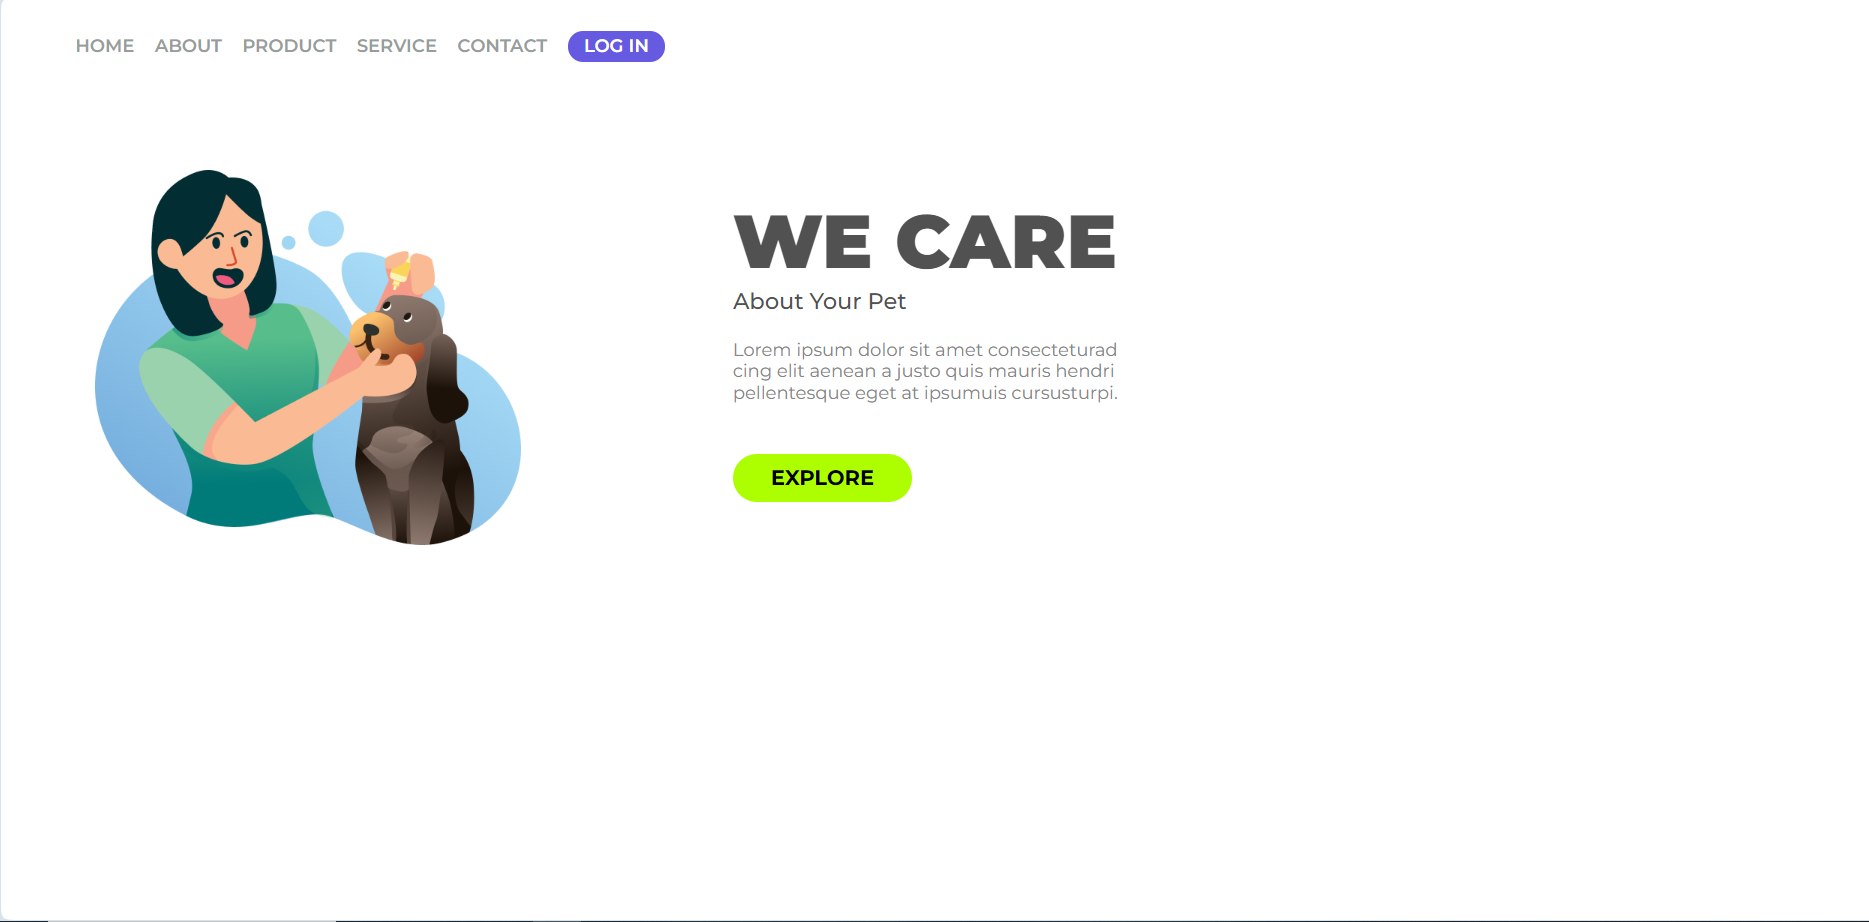 HOME ABOUT PRODUCT SERVICE CONTACT LOG IN
WE CARE
About Your Pet
Lorem ipsum dolor sit amet consecteturad
cing elit aenean a justo quis mauris hendri
pellentesque eget at ipsumuis cursusturpi.
EXPLORE